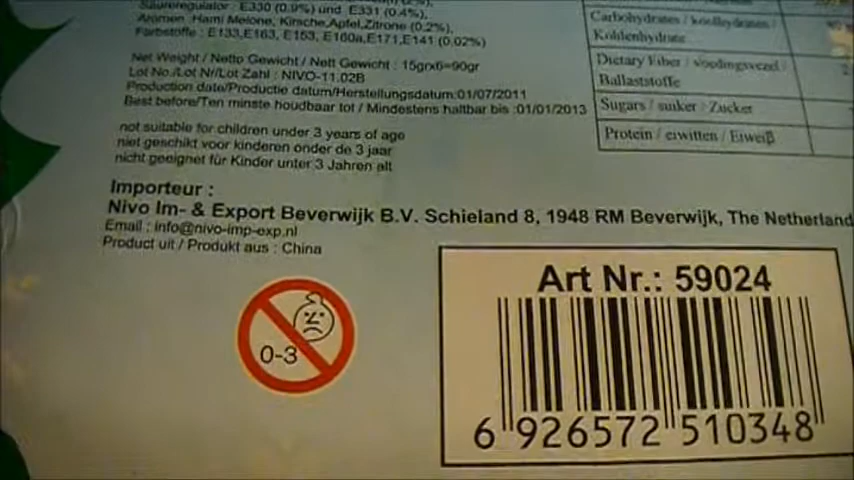 Säureregulator : E330 (0.9%) und E331 (0.4%),
Aromen :Hami Melone, Kirsche,Apfel,Zitrone (0.2%),
Farbstoffe : E133,E163, E153, E160a,E171,E141 (0.02%)
Net Weight / Netto Gewicht / Nett Gewicht : 15grx6=90gr
Lot No./Lot Nr/Lot Zahl : NIVO-11.02B
Production date/Productie datum/Herstellungsdatum:01/07/2011
Best before/Ten minste houdbaar tot / Mindestens haltbar bis :01/01/2013
not suitable for children under 3 years of age
niet geschikt voor kinderen onder de 3 jaar
nicht geeignet für Kinder unter 3 Jahren alt
Importeur :
Nivo Im- & Export Beverwijk B.V. Schieland 8, 1948 RM Beverwijk, The Netherland
Email : info@nivo-imp-exp.nl
Product uit / Produkt aus : China
Carbohydrates / koolhydraten /
Kohlenhydrate
Dietary Fiber / voedingsvezel /
Ballaststoffe
Sugars / suiker / Zucker
Protein / eiwitten / Eiweiß
0-3
Art Nr.: 59024
6 926572 510348